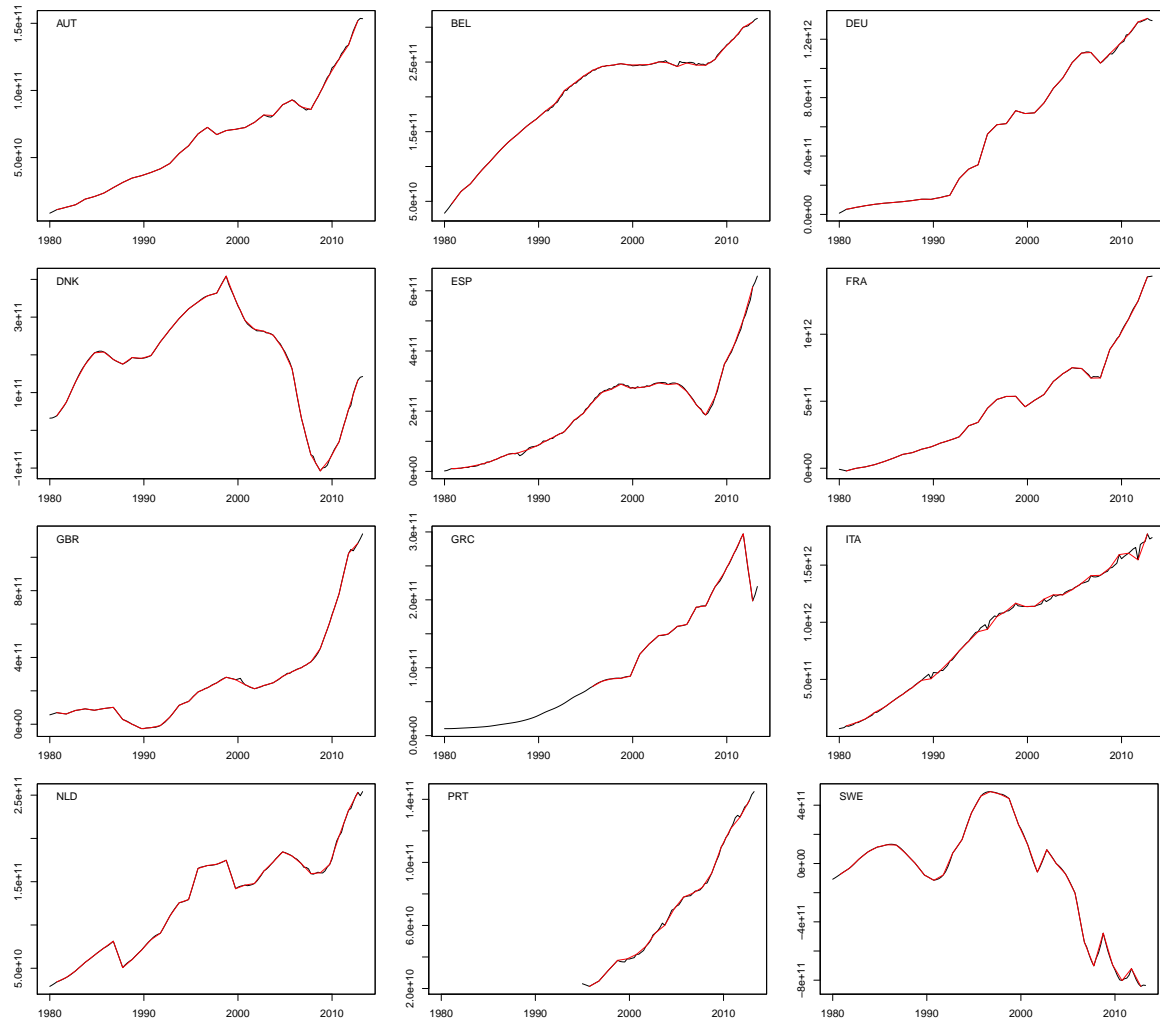 AUT
5.0e+10 1.0e+11 1.5e+11
1980 1990 2000 2010
BEL
5.0e+10 1.5e+11 2.5e+11
1980 1990 2000 2010
DEU
0.0e+00 4.0e+11 8.0e+11 1.2e+12
1980 1990 2000 2010
DNK
−1e+11 1e+11 3e+11
1980 1990 2000 2010
ESP
0e+00 2e+11 4e+11 6e+11
1980 1990 2000 2010
FRA
0e+00 5e+11 1e+12
1980 1990 2000 2010
GBR
0e+00 4e+11 8e+11
1980 1990 2000 2010
GRC
0.0e+00 1.0e+11 2.0e+11 3.0e+11
1980 1990 2000 2010
ITA
5.0e+11 1.0e+12 1.5e+12
1980 1990 2000 2010
NLD
5.0e+10 1.5e+11 2.5e+11
1980 1990 2000 2010
PRT
2.0e+10 6.0e+10 1.0e+11 1.4e+11
1980 1990 2000 2010
SWE
−8e+11 −4e+11 0e+00 4e+11
1980 1990 2000 2010